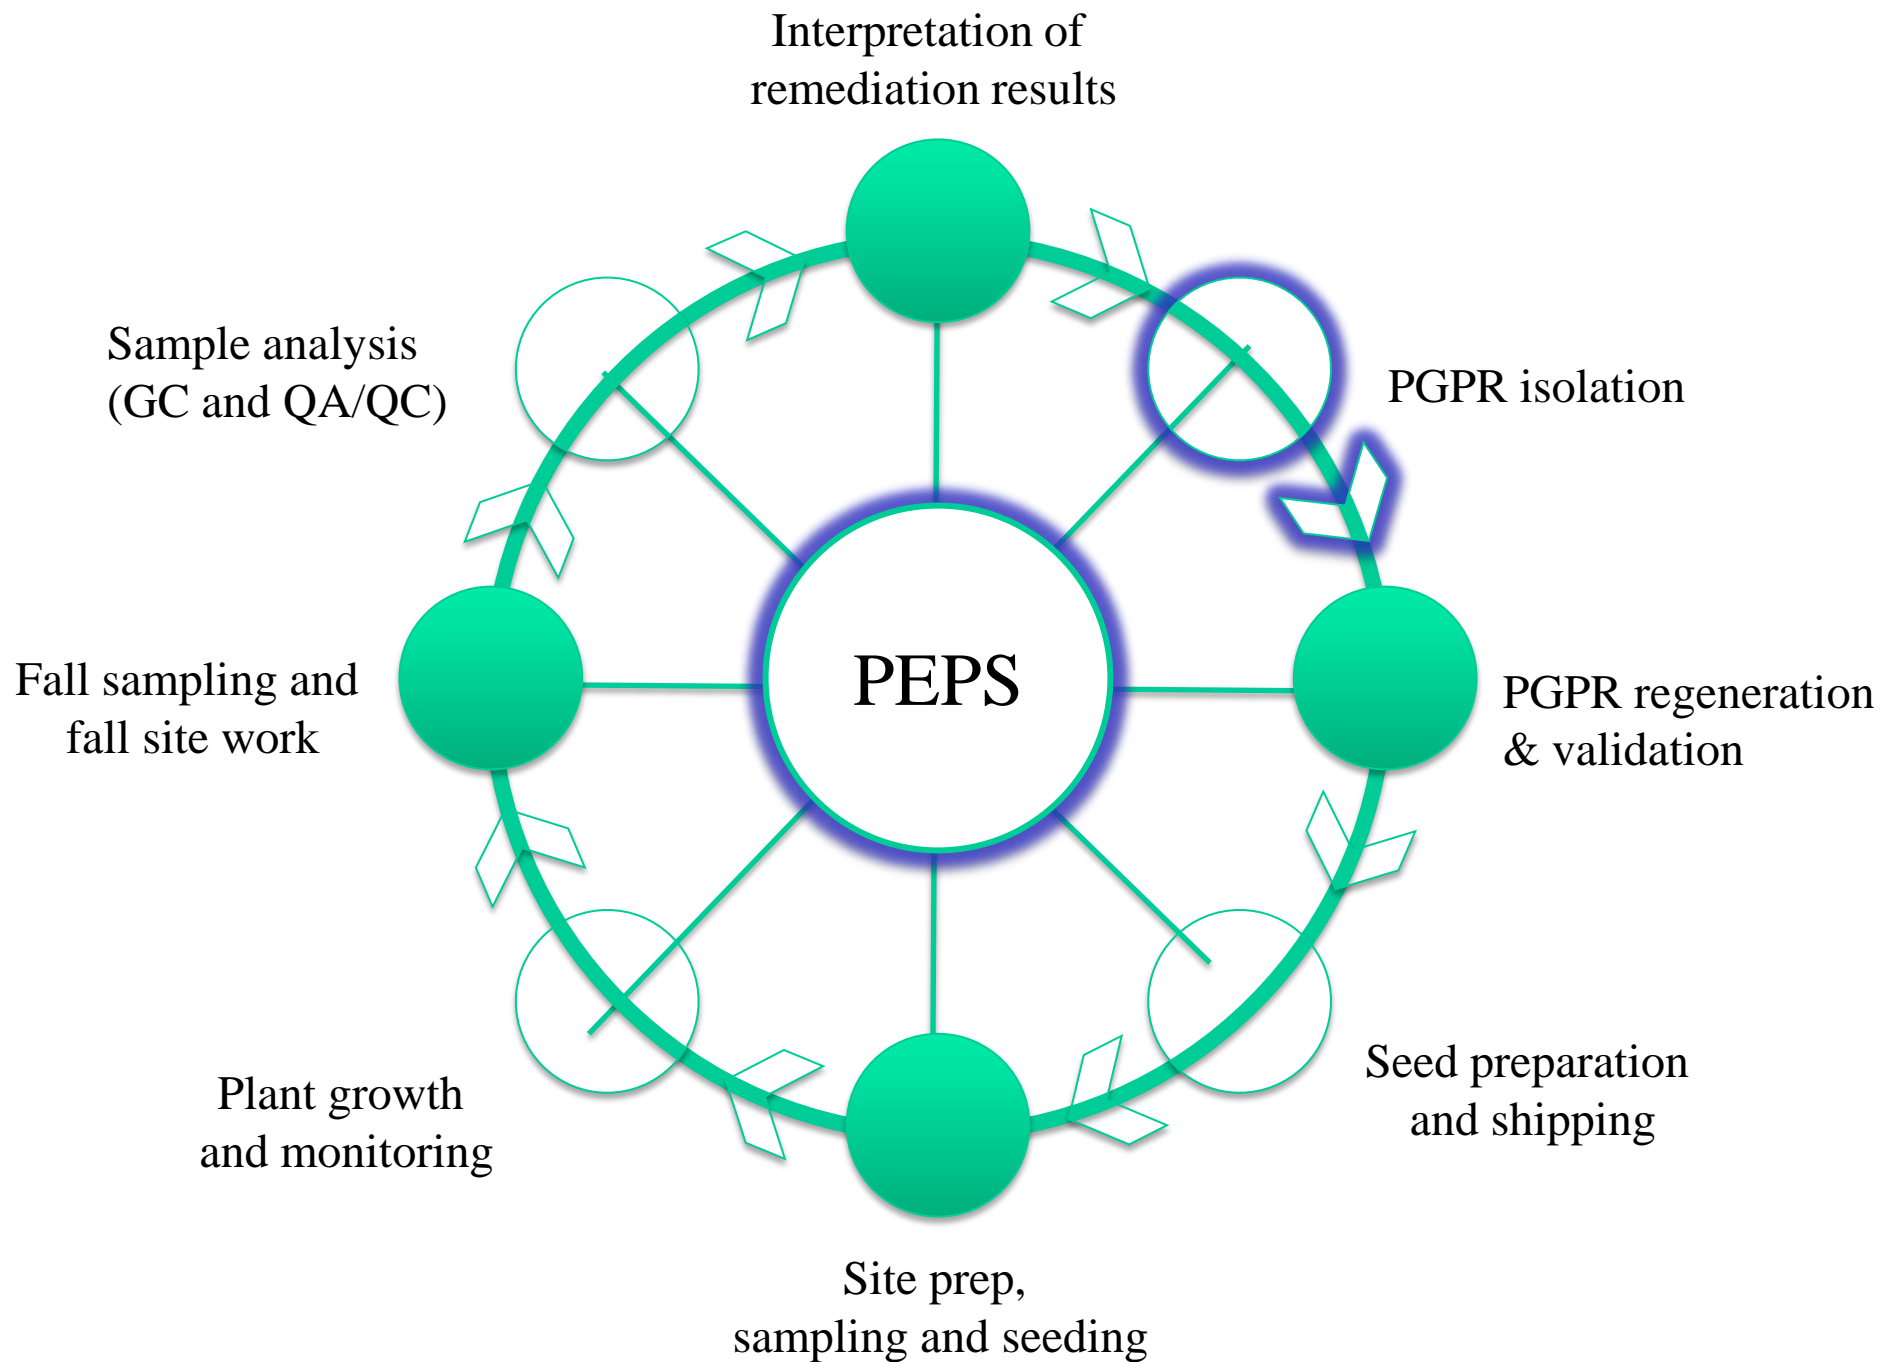 Interpretation of
remediation results
Sample analysis
(GC and QA/QC)
PGPR isolation
Fall sampling and
fall site work
PEPS
PGPR regeneration
& validation
Plant growth
and monitoring
Seed preparation
and shipping
Site prep,
sampling and seeding